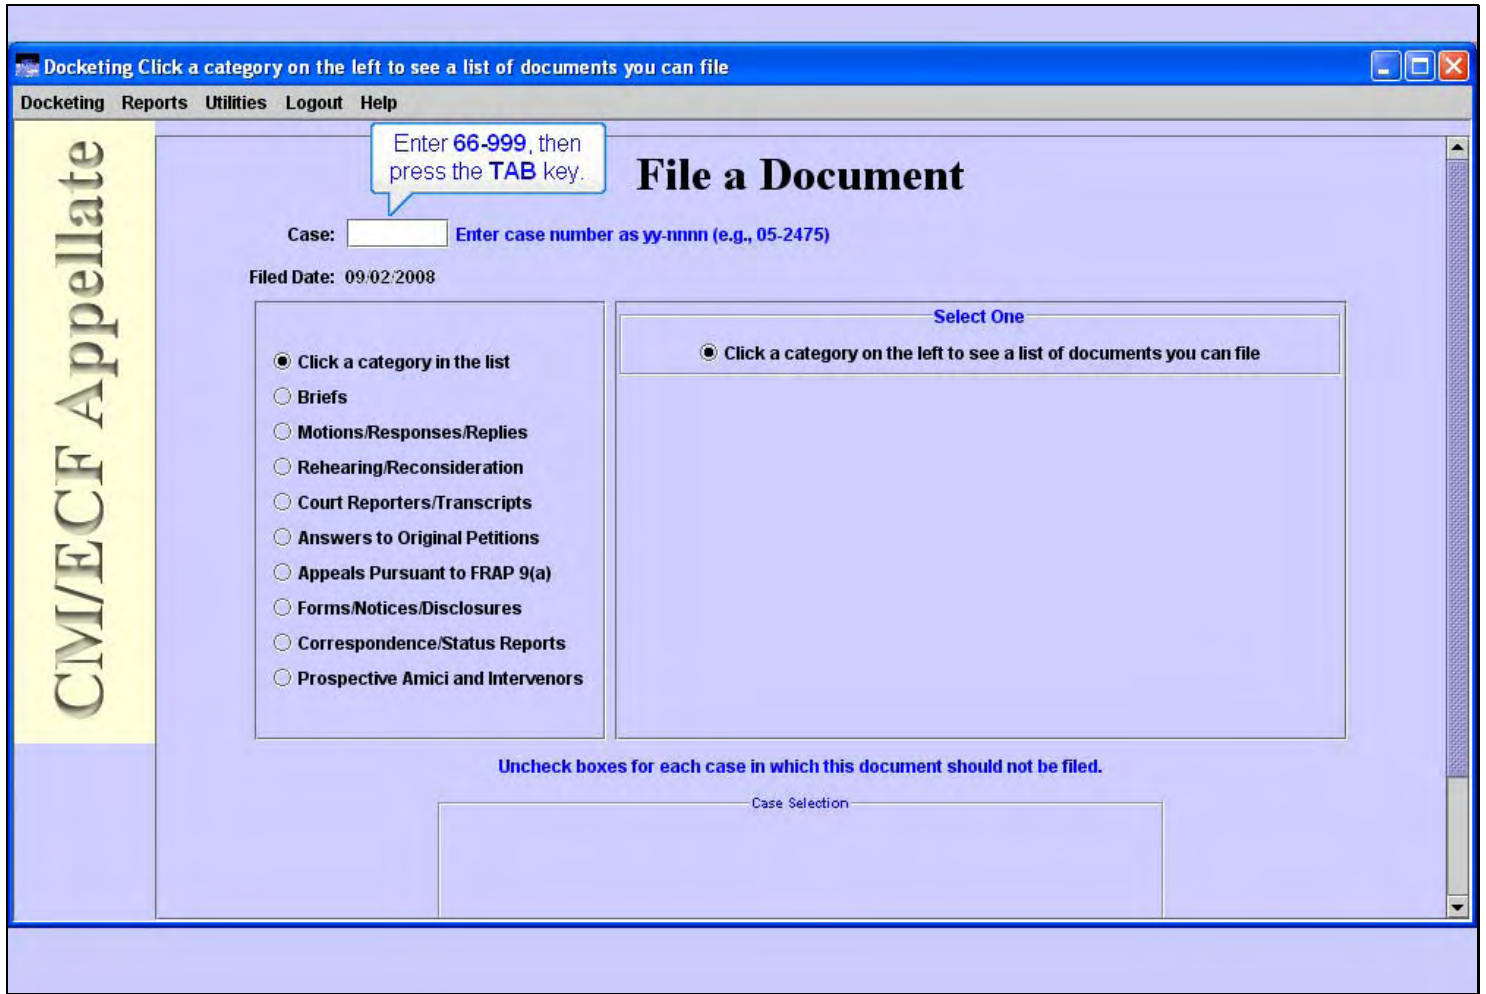 Docketing Click a category on the left to see a list of documents you can file
Docketing Reports Utilities Logout Help
CM/ECF Appellate
Enter 66-999, then
press the TAB key.
File a Document
Case: Enter case number as yy-nnnn (e.g., 05-2475)
Filed Date: 09/02/2008
Click a category in the list
Briefs
Motions/Responses/Replies
Rehearing/Reconsideration
Court Reporters/Transcripts
Answers to Original Petitions
Appeals Pursuant to FRAP 9(a)
Forms/Notices/Disclosures
Correspondence/Status Reports
Prospective Amici and Intervenors
Select One
Click a category on the left to see a list of documents you can file
Uncheck boxes for each case in which this document should not be filed.
Case Selection